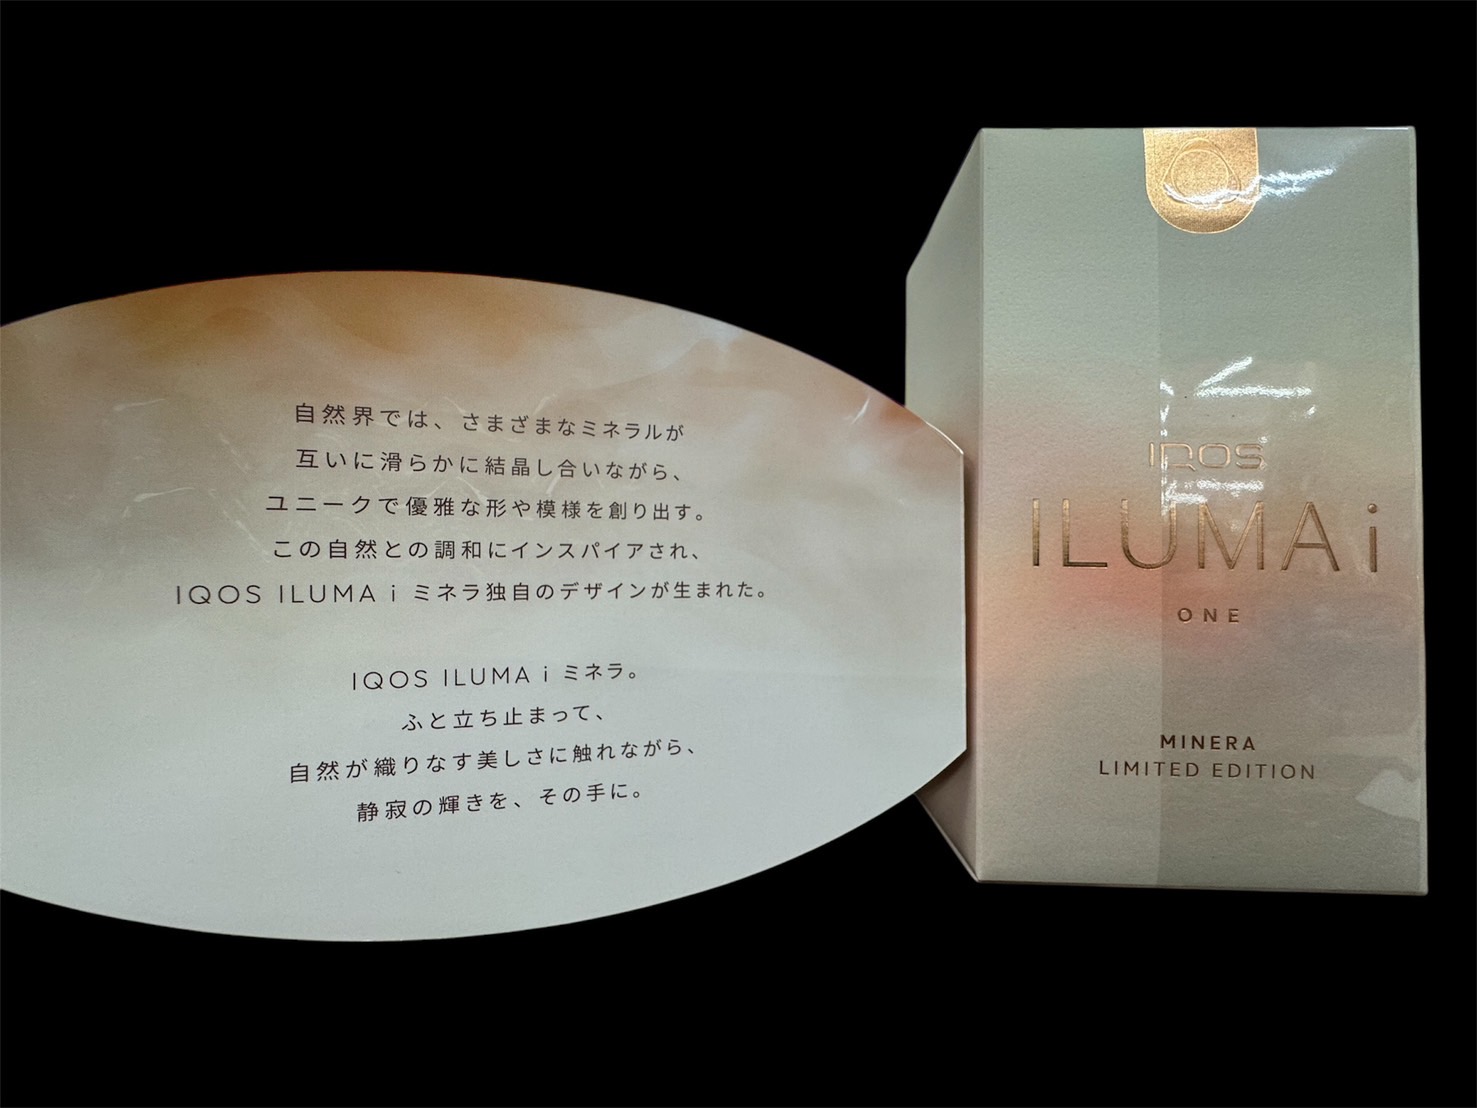 自然界では、さまざまなミネラルが
互いに滑らかに結晶し合いながら、
ユニークで優雅な形や模様を創り出す。
この自然との調和にインスパイアされ、
IQOS ILUMA i ミネラ独自のデザインが生まれた。
IQOS ILUMA i ミネラ。
ふと立ち止まって、
自然が織りなす美しさに触れながら、
静寂の輝きを、その手に。
IQOS
ILUMA i
ONE
MINERA
LIMITED EDITION